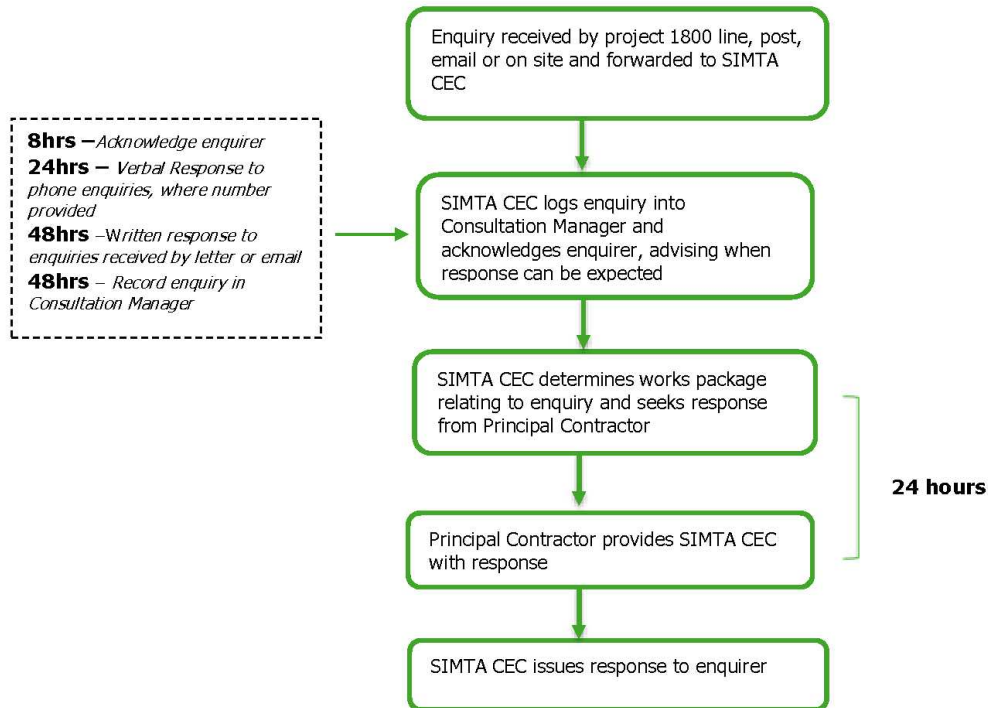 Enquiry received by project 1800 line, post,
email or on site and forwarded to SIMTA
CEC
8hrs –Acknowledge enquirer
24hrs – Verbal Response to
phone enquiries, where number
provided
48hrs –Written response to
enquiries received by letter or email
48hrs – Record enquiry in
Consultation Manager
SIMTA CEC logs enquiry into
Consultation Manager and
acknowledges enquirer, advising when
response can be expected
SIMTA CEC determines works package
relating to enquiry and seeks response
from Principal Contractor
24 hours
Principal Contractor provides SIMTA CEC
with response
SIMTA CEC issues response to enquirer